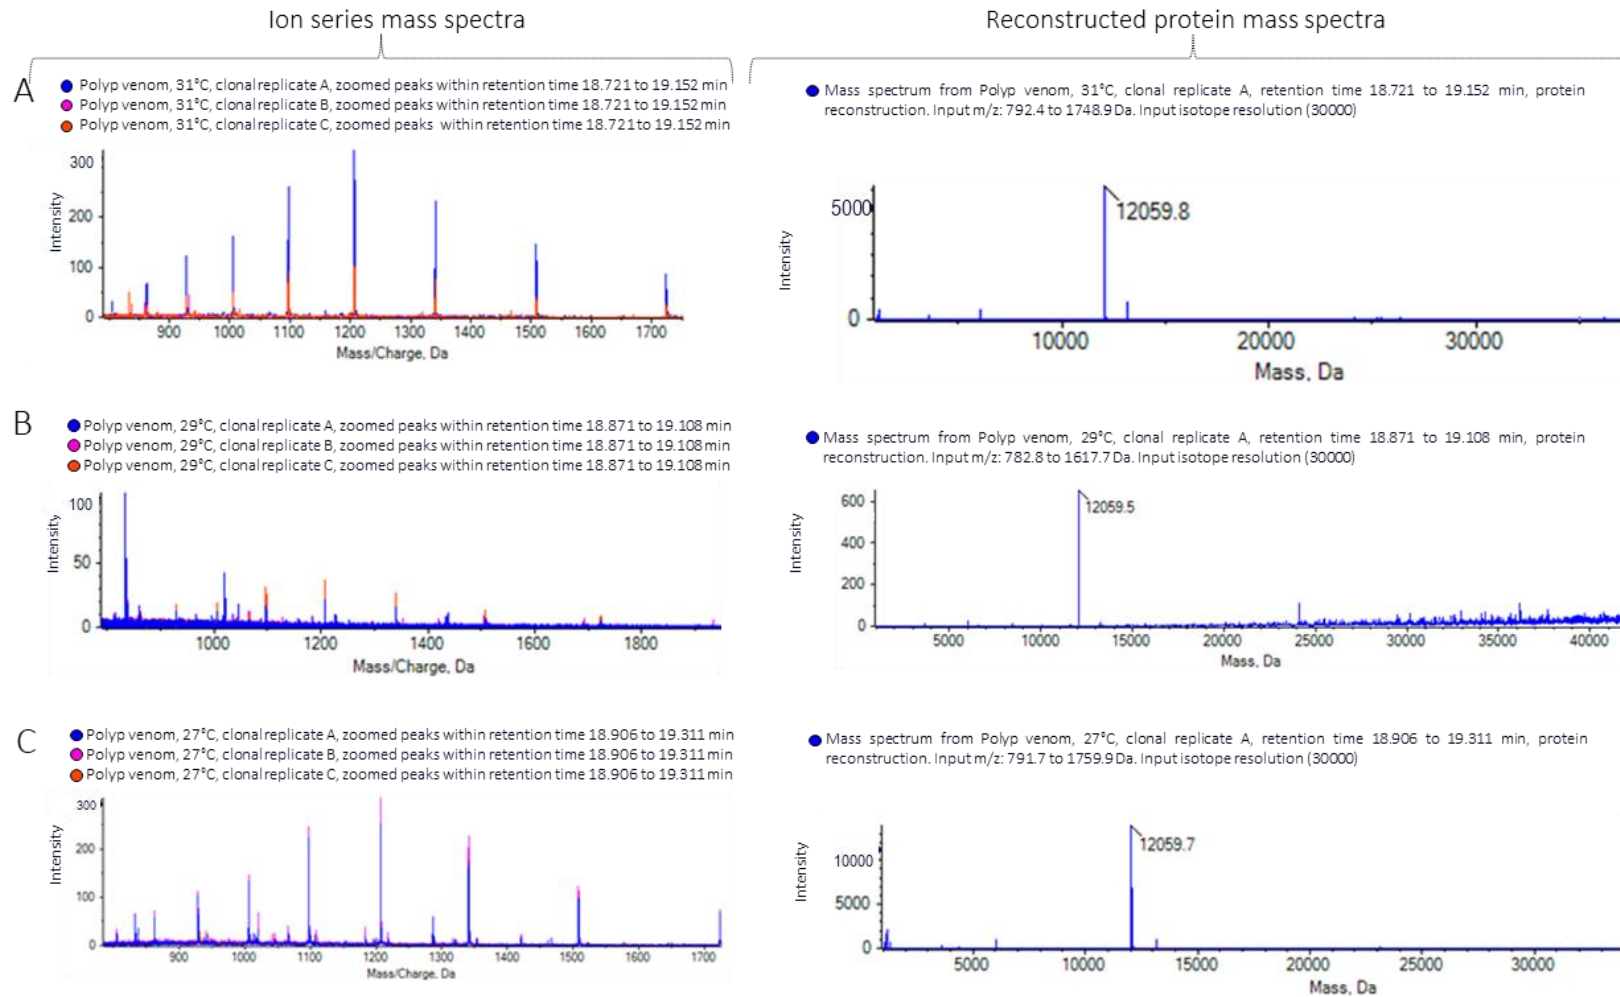 Ion series mass spectra
Reconstructed protein mass spectra
A
Polyp venom, 31°C, clonal replicate A, zoomed peaks within retention time 18.721 to 19.152 min
Polyp venom, 31°C, clonal replicate B, zoomed peaks within retention time 18.721 to 19.152 min
Polyp venom, 31°C, clonal replicate C, zoomed peaks within retention time 18.721 to 19.152 min
Intensity
300
200
100
0
900 1000 1100 1200 1300 1400 1500 1600 1700
Mass/Charge, Da
Mass spectrum from Polyp venom, 31°C, clonal replicate A, retention time 18.721 to 19.152 min, protein
reconstruction. Input m/z: 792.4 to 1748.9 Da. Input isotope resolution (30000)
Intensity
5000
0
12059.8
10000 20000 30000
Mass, Da
B
Polyp venom, 29°C, clonal replicate A, zoomed peaks within retention time 18.871 to 19.108 min
Polyp venom, 29°C, clonal replicate B, zoomed peaks within retention time 18.871 to 19.108 min
Polyp venom, 29°C, clonal replicate C, zoomed peaks within retention time 18.871 to 19.108 min
Intensity
100
50
0
1000 1200 1400 1600 1800
Mass/Charge, Da
Mass spectrum from Polyp venom, 29°C, clonal replicate A, retention time 18.871 to 19.108 min, protein
reconstruction. Input m/z: 782.8 to 1617.7 Da. Input isotope resolution (30000)
Intensity
600
400
200
0
12059.5
5000 10000 15000 20000 25000 30000 35000 40000
Mass, Da
C
Polyp venom, 27°C, clonal replicate A, zoomed peaks within retention time 18.906 to 19.311 min
Polyp venom, 27°C, clonal replicate B, zoomed peaks within retention time 18.906 to 19.311 min
Polyp venom, 27°C, clonal replicate C, zoomed peaks within retention time 18.906 to 19.311 min
Intensity
300
200
100
0
900 1000 1100 1200 1300 1400 1500 1600 1700
Mass/Charge, Da
Mass spectrum from Polyp venom, 27°C, clonal replicate A, retention time 18.906 to 19.311 min, protein
reconstruction. Input m/z: 791.7 to 1759.9 Da. Input isotope resolution (30000)
Intensity
10000
5000
0
12059.7
5000 10000 15000 20000 25000 30000
Mass, Da